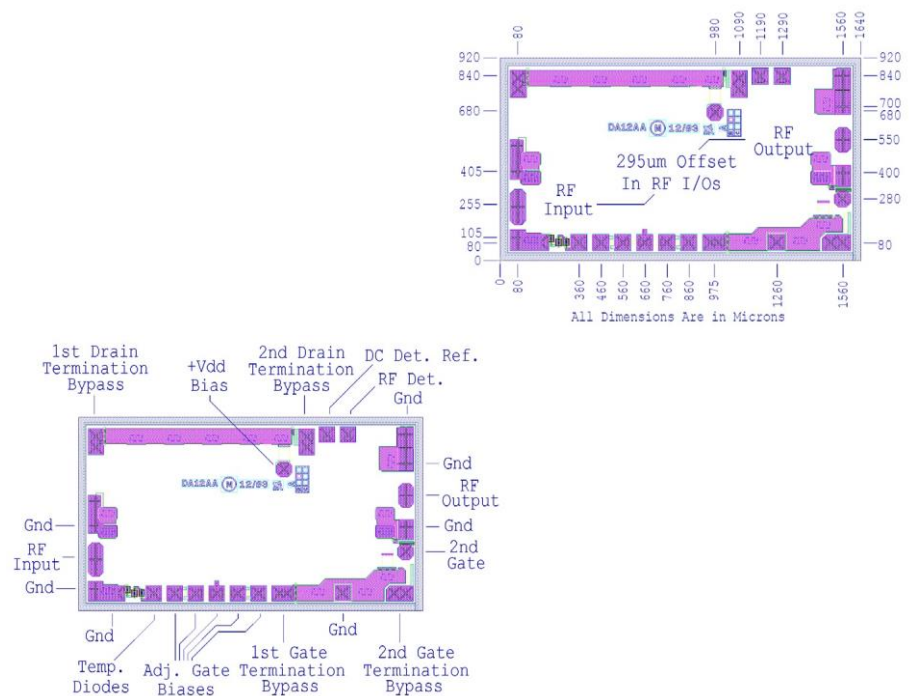 80
980
1090
1190
1290
1560
1640
920
840
680
405
255
105
80
0
920
840
700
680
550
400
280
80
DA12AA M 12/03
RF
Output
295um Offset
In RF I/Os
RF
Input
0
80
360
460
560
660
760
860
975
1260
1560
All Dimensions Are in Microns
1st Drain
Termination
Bypass
+Vdd
Bias
2nd Drain
Termination
Bypass
DC Det. Ref.
RF Det.
Gnd
Gnd
RF
Output
Gnd
2nd
Gate
DA12AA M 12/03
Gnd
RF
Input
Gnd
Gnd
Temp.
Diodes
Adj. Gate
Biases
1st Gate
Termination
Bypass
Gnd
2nd Gate
Termination
Bypass